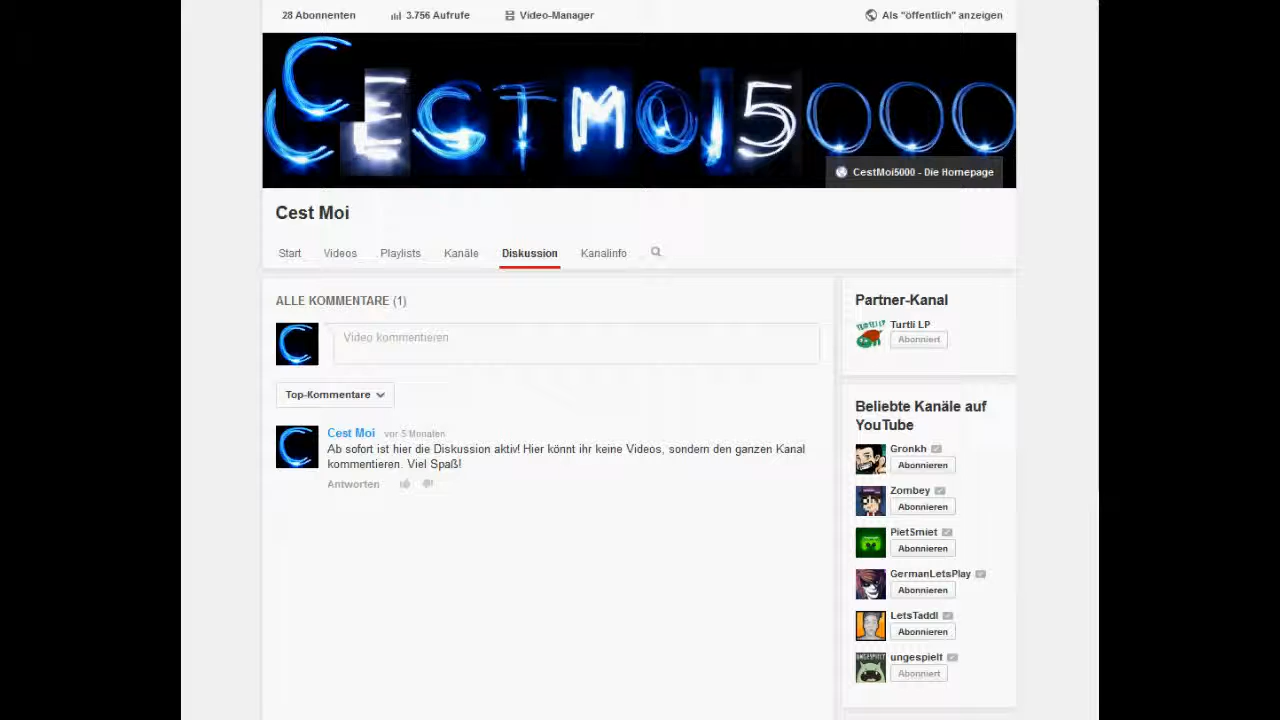 28 Abonnenten 3.756 Aufrufe Video-Manager Als "öffentlich" anzeigen
CESTMOI5000
CestMoi5000 - Die Homepage
Cest Moi
Start Videos Playlists Kanäle Diskussion Kanalinfo
ALLE KOMMENTARE (1)
Video kommentieren
Top-Kommentare
Cest Moi vor 5 Monaten
Ab sofort ist hier die Diskussion aktiv! Hier könnt ihr keine Videos, sondern den ganzen Kanal
kommentieren. Viel Spaß!
Antworten
Partner-Kanal
Turtli LP
Abonniert
Beliebte Kanäle auf
YouTube
Gronkh
Abonnieren
Zombey
Abonnieren
PietSmiet
Abonnieren
GermanLetsPlay
Abonnieren
LetsTaddl
Abonnieren
UNGESPIELT
ungespielt
Abonniert